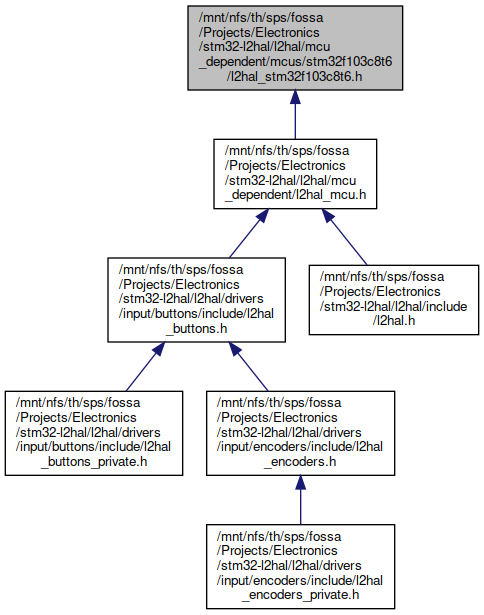 /mnt/nfs/th/sps/fossa
/Projects/Electronics
/stm32-l2hal/l2hal/mcu
_dependent/mcus/stm32f103c8t6
/l2hal_stm32f103c8t6.h
/mnt/nfs/th/sps/fossa
/Projects/Electronics
/stm32-l2hal/l2hal/mcu
_dependent/l2hal_mcu.h
/mnt/nfs/th/sps/fossa
/Projects/Electronics
/stm32-l2hal/l2hal/drivers
/input/buttons/include/l2hal
_buttons.h
/mnt/nfs/th/sps/fossa
/Projects/Electronics
/stm32-l2hal/l2hal/include
/l2hal.h
/mnt/nfs/th/sps/fossa
/Projects/Electronics
/stm32-l2hal/l2hal/drivers
/input/buttons/include/l2hal
_buttons_private.h
/mnt/nfs/th/sps/fossa
/Projects/Electronics
/stm32-l2hal/l2hal/drivers
/input/encoders/include/l2hal
_encoders.h
/mnt/nfs/th/sps/fossa
/Projects/Electronics
/stm32-l2hal/l2hal/drivers
/input/encoders/include/l2hal
_encoders_private.h